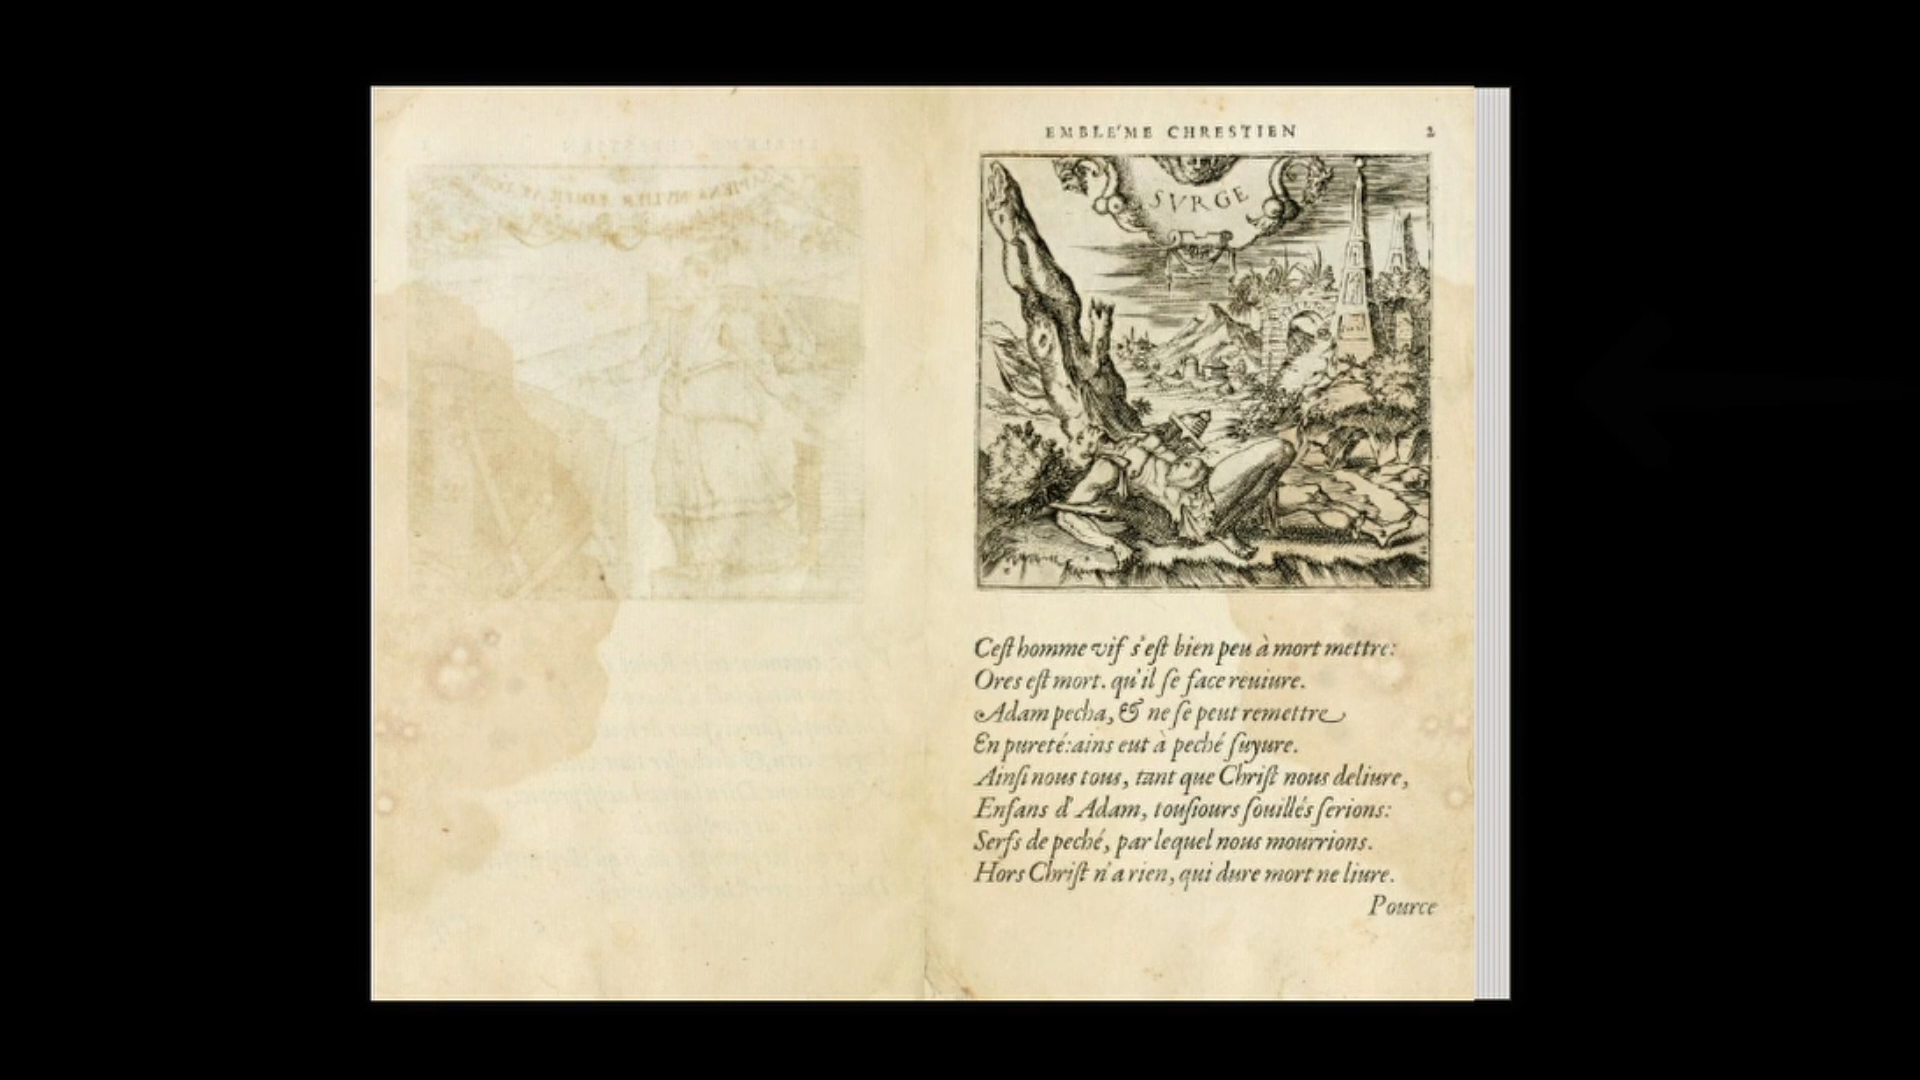 EMBLE'ME CHRESTIEN 2
SVRGE
Cest homme vif s'est bien peu à mort mettre:
Ores est mort. qu'il se face reuiure.
Adam pecha, & ne se peut remettre
En pureté: ains eut à peché suyure.
Ainsi nous tous, tant que Christ nous deliure,
Enfans d'Adam, tousiours souillés serions:
Serfs de peché, par lequel nous mourrions.
Hors Christ n'a rien, qui dure mort ne liure.
Pource